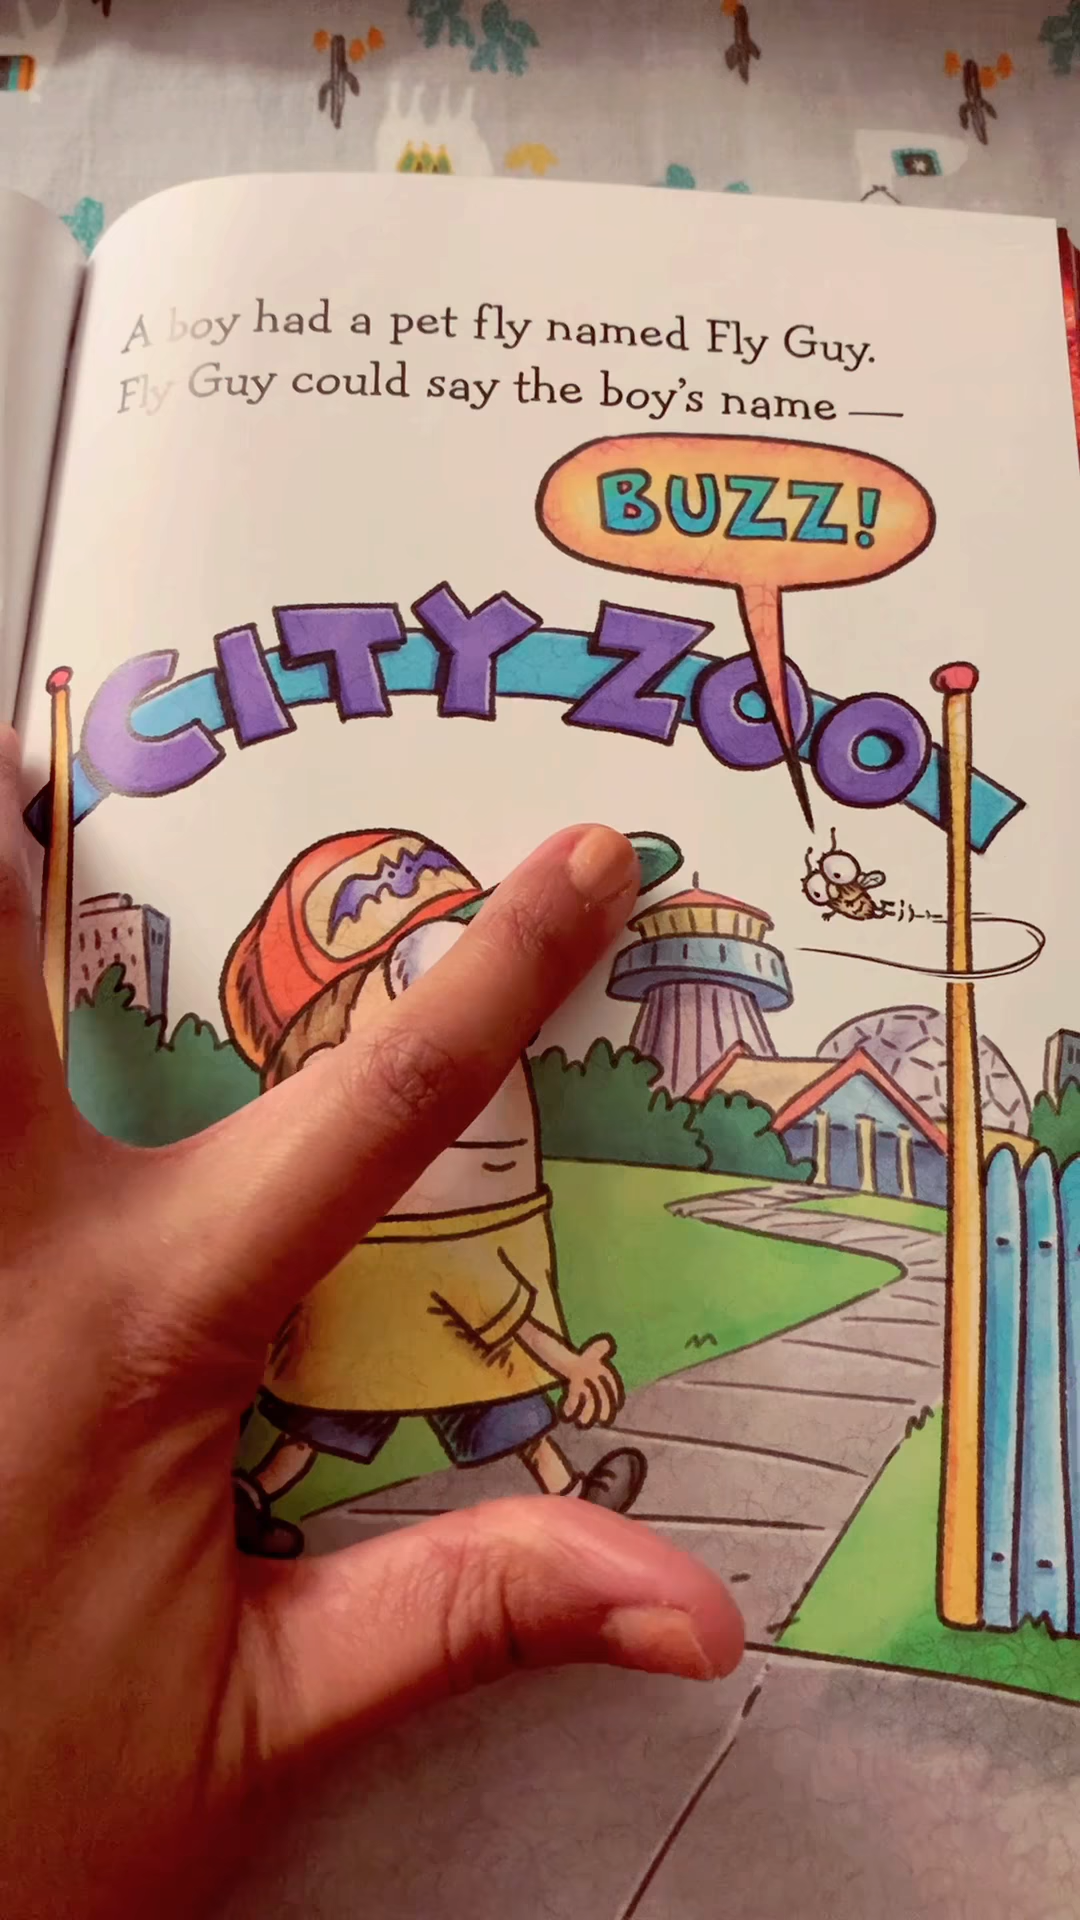 A boy had a pet fly named Fly Guy.
Fly Guy could say the boy's name —
BUZZ!
CITY ZOO